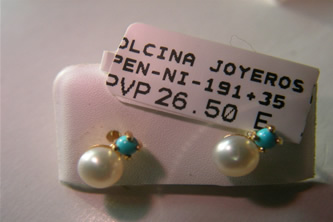 OLCINA JOYEROS
PEN-NI-191+35
PVP 26.50 E